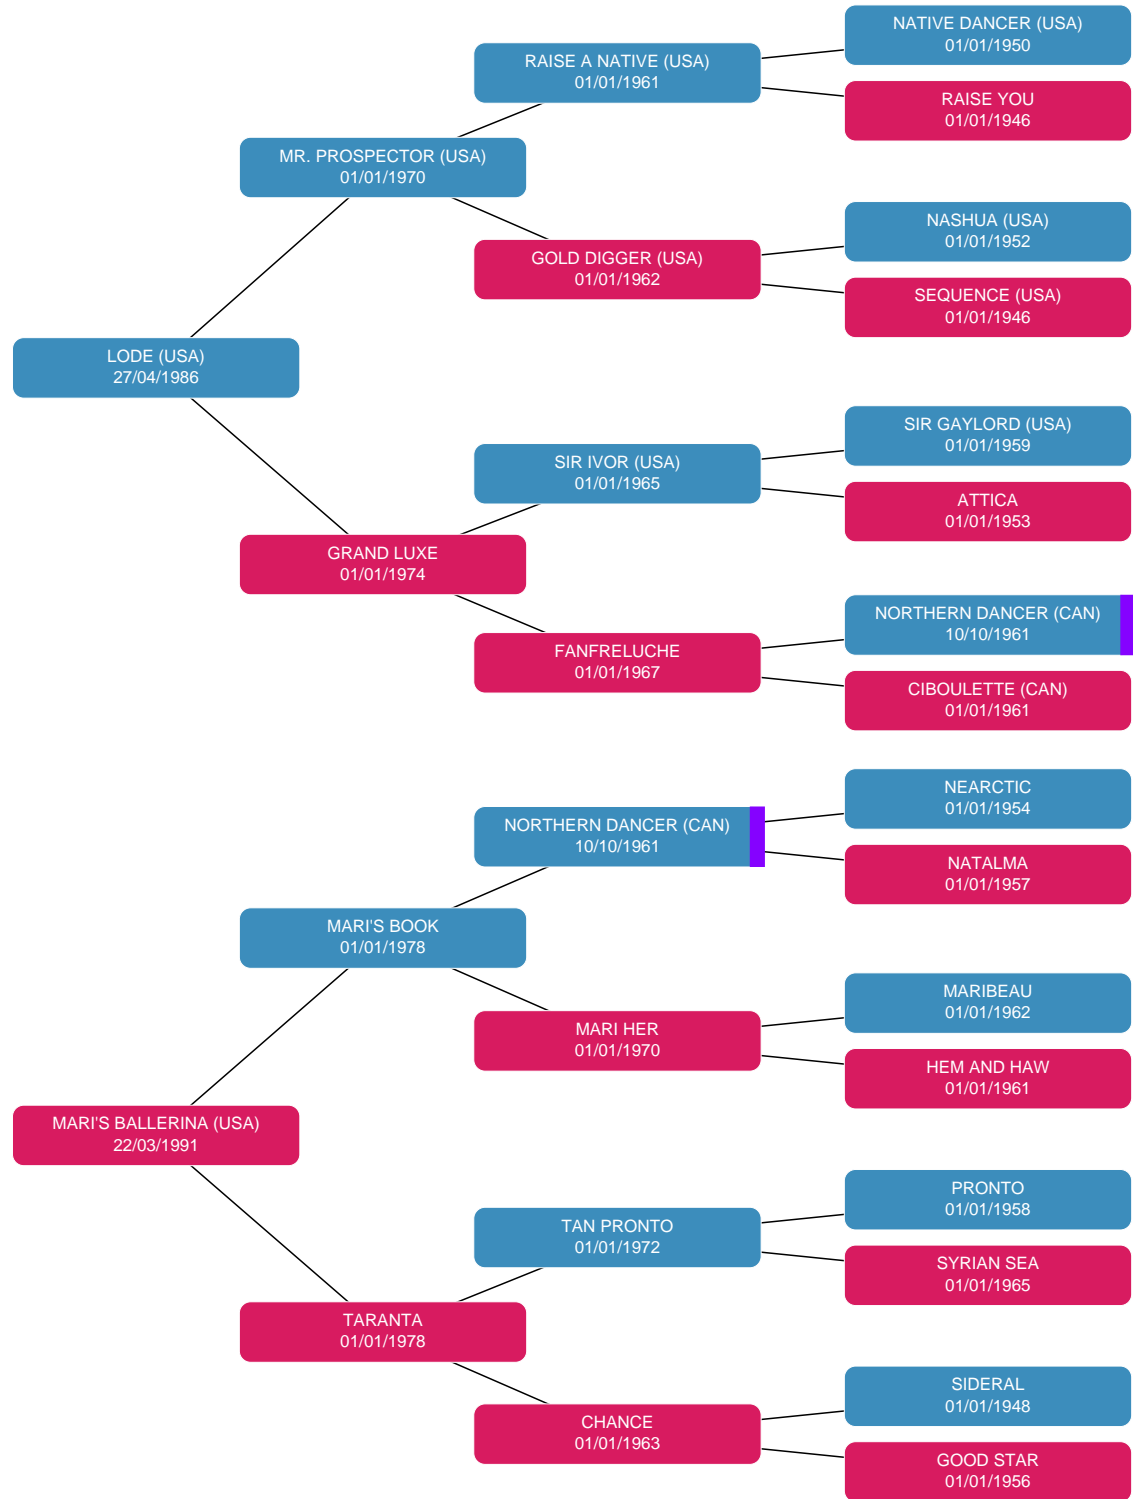 NATIVE DANCER (USA)
01/01/1950
RAISE A NATIVE (USA)
01/01/1961
RAISE YOU
01/01/1946
MR. PROSPECTOR (USA)
01/01/1970
NASHUA (USA)
01/01/1952
GOLD DIGGER (USA)
01/01/1962
SEQUENCE (USA)
01/01/1946
LODE (USA)
27/04/1986
SIR GAYLORD (USA)
01/01/1959
SIR IVOR (USA)
01/01/1965
ATTICA
01/01/1953
GRAND LUXE
01/01/1974
NORTHERN DANCER (CAN)
10/10/1961
FANFRELUCHE
01/01/1967
CIBOULETTE (CAN)
01/01/1961
NEARCTIC
01/01/1954
NORTHERN DANCER (CAN)
10/10/1961
NATALMA
01/01/1957
MARI'S BOOK
01/01/1978
MARIBEAU
01/01/1962
MARI HER
01/01/1970
HEM AND HAW
01/01/1961
MARI'S BALLERINA (USA)
22/03/1991
PRONTO
01/01/1958
TAN PRONTO
01/01/1972
SYRIAN SEA
01/01/1965
TARANTA
01/01/1978
SIDERAL
01/01/1948
CHANCE
01/01/1963
GOOD STAR
01/01/1956